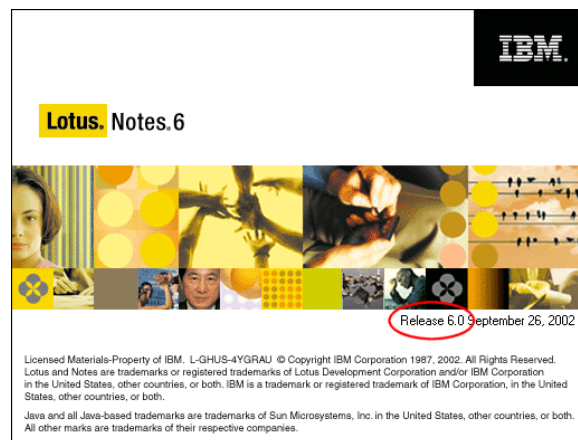 IBM.
Lotus. Notes.6
Release 6.0 September 26, 2002
Licensed Materials-Property of IBM. L-GHUS-4YGRAU © Copyright IBM Corporation 1987, 2002. All Rights Reserved.
Lotus and Notes are trademarks or registered trademarks of Lotus Development Corporation and/or IBM Corporation
in the United States, other countries, or both. IBM is a trademark or registered trademark of IBM Corporation, in the United
States, other countries, or both.
Java and all Java-based trademarks are trademarks of Sun Microsystems, Inc. in the United States, other countries, or both.
All other marks are trademarks of their respective companies.